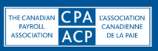 THE CANADIAN
PAYROLL
ASSOCIATION
CPA
ACP
L'ASSOCIATION
CANADIENNE
DE LA PAIE